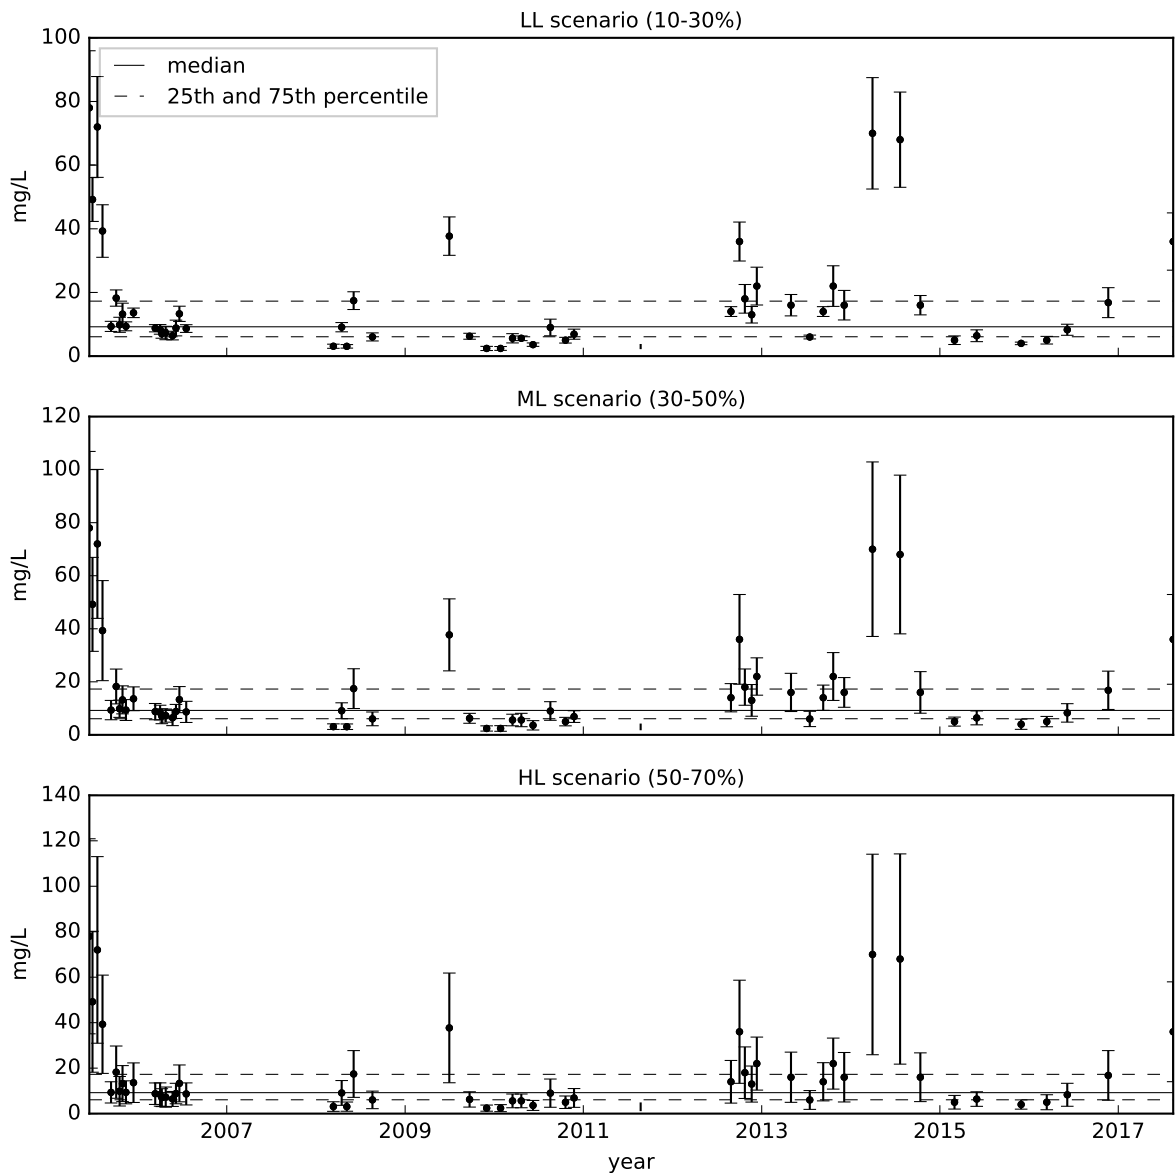 LL scenario (10-30%)
100
80
60
40
20
0
mg/L
median
25th and 75th percentile
ML scenario (30-50%)
120
100
80
60
40
20
0
mg/L
HL scenario (50-70%)
140
120
100
80
60
40
20
0
mg/L
2007 2009 2011 2013 2015 2017
year